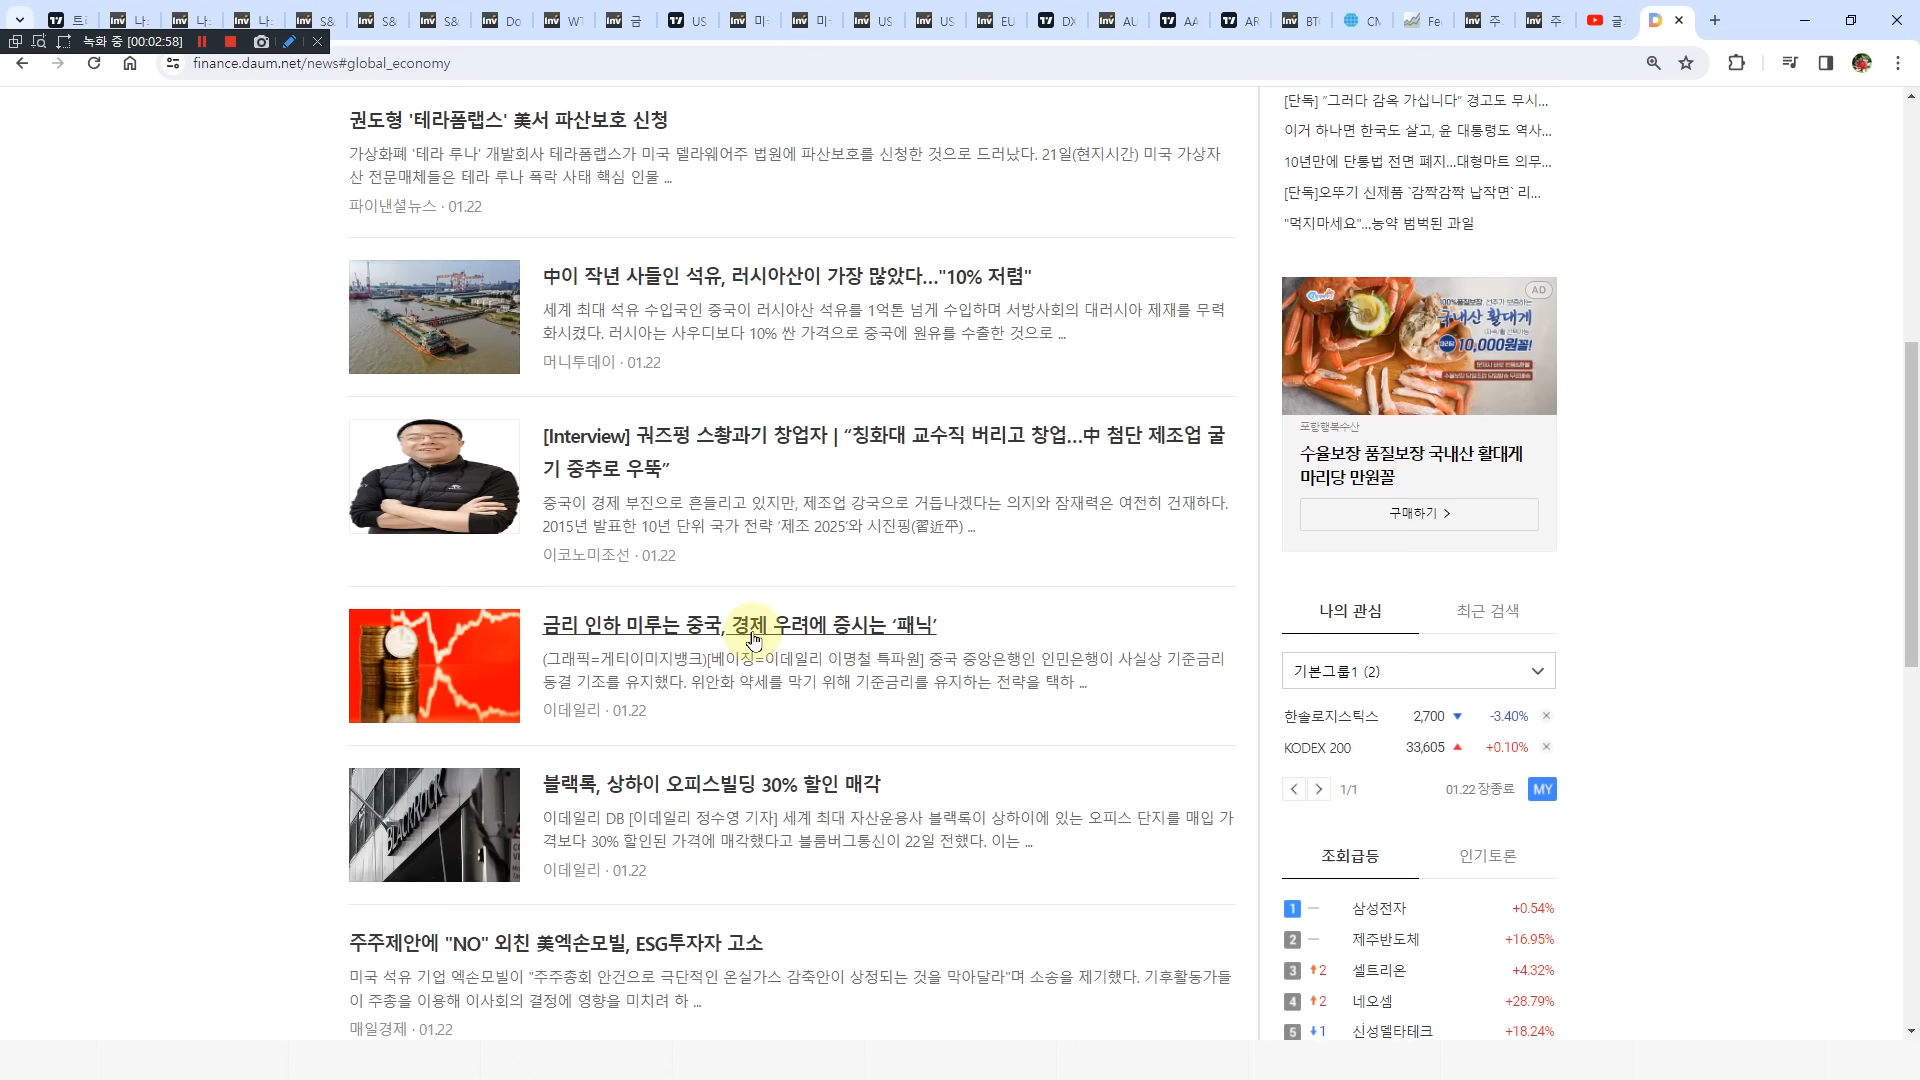 트
나
나
나
S&
S&
S&
Do
WT
금
US
미
미
US
US
EU
DX
AU
AA
AR
BT
CM
Fe
주
주
글
녹화 중 [00:02:58]
finance.daum.net/news#global_economy
권도형 '테라폼랩스' 美서 파산보호 신청
가상화폐 '테라 루나' 개발회사 테라폼랩스가 미국 델라웨어주 법원에 파산보호를 신청한 것으로 드러났다. 21일(현지시간) 미국 가상자
산 전문매체들은 테라 루나 폭락 사태 핵심 인물 ...
파이낸셜뉴스 · 01.22
中이 작년 사들인 석유, 러시아산이 가장 많았다…"10% 저렴"
세계 최대 석유 수입국인 중국이 러시아산 석유를 1억톤 넘게 수입하며 서방사회의 대러시아 제재를 무력
화시켰다. 러시아는 사우디보다 10% 싼 가격으로 중국에 원유를 수출한 것으로 ...
머니투데이 · 01.22
[Interview] 궈즈펑 스촹과기 창업자 | “칭화대 교수직 버리고 창업…中 첨단 제조업 굴
기 중추로 우뚝”
중국이 경제 부진으로 흔들리고 있지만, 제조업 강국으로 거듭나겠다는 의지와 잠재력은 여전히 건재하다.
2015년 발표한 10년 단위 국가 전략 ‘제조 2025’와 시진핑(習近平) ...
이코노미조선 · 01.22
금리 인하 미루는 중국, 경제 우려에 증시는 ‘패닉’
(그래픽=게티이미지뱅크)[베이징=이데일리 이명철 특파원] 중국 중앙은행인 인민은행이 사실상 기준금리
동결 기조를 유지했다. 위안화 약세를 막기 위해 기준금리를 유지하는 전략을 택하 ...
이데일리 · 01.22
BLACKROCK
블랙록, 상하이 오피스빌딩 30% 할인 매각
이데일리 DB [이데일리 정수영 기자] 세계 최대 자산운용사 블랙록이 상하이에 있는 오피스 단지를 매입 가
격보다 30% 할인된 가격에 매각했다고 블룸버그통신이 22일 전했다. 이는 ...
이데일리 · 01.22
주주제안에 "NO" 외친 美엑손모빌, ESG투자자 고소
미국 석유 기업 엑손모빌이 "주주총회 안건으로 극단적인 온실가스 감축안이 상정되는 것을 막아달라"며 소송을 제기했다. 기후활동가들
이 주총을 이용해 이사회의 결정에 영향을 미치려 하 ...
매일경제 · 01.22
[단독] "그러다 감옥 가십니다" 경고도 무시...
이거 하나면 한국도 살고, 윤 대통령도 역사...
10년만에 단통법 전면 폐지…대형마트 의무...
[단독]오뚜기 신제품 `감짝감짝 납작면` 리...
"먹지마세요"…농약 범벅된 과일
AD
100%품질보장, 선주가 보증하는
국내산 활대게
마리당 10,000원꼴!
포항행복수산
수율보장 품질보장 국내산 활대게
마리당 만원꼴
구매하기 >
나의 관심 최근 검색
기본그룹1 (2)
한솔로지스틱스 2,700 ▼ -3.40% ×
KODEX 200 33,605 ▲ +0.10% ×
1/1 01.22 장종료 MY
조회급등 인기토론
1 － 삼성전자 +0.54%
2 － 제주반도체 +16.95%
3 ↑2 셀트리온 +4.32%
4 ↑2 네오셈 +28.79%
5 ↓1 신성델타테크 +18.24%